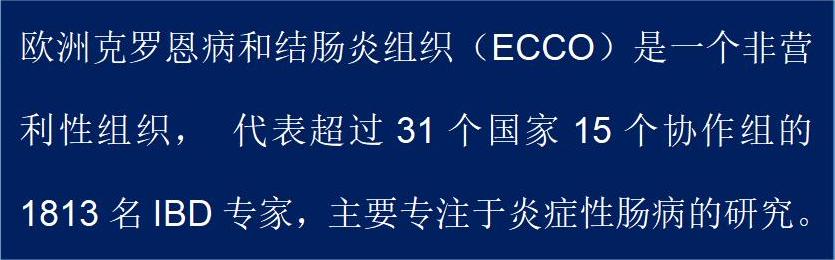 欧洲克罗恩病和结肠炎组织（ECCO）是一个非营
利性组织， 代表超过 31 个国家 15 个协作组的
1813 名 IBD 专家，主要专注于炎症性肠病的研究。